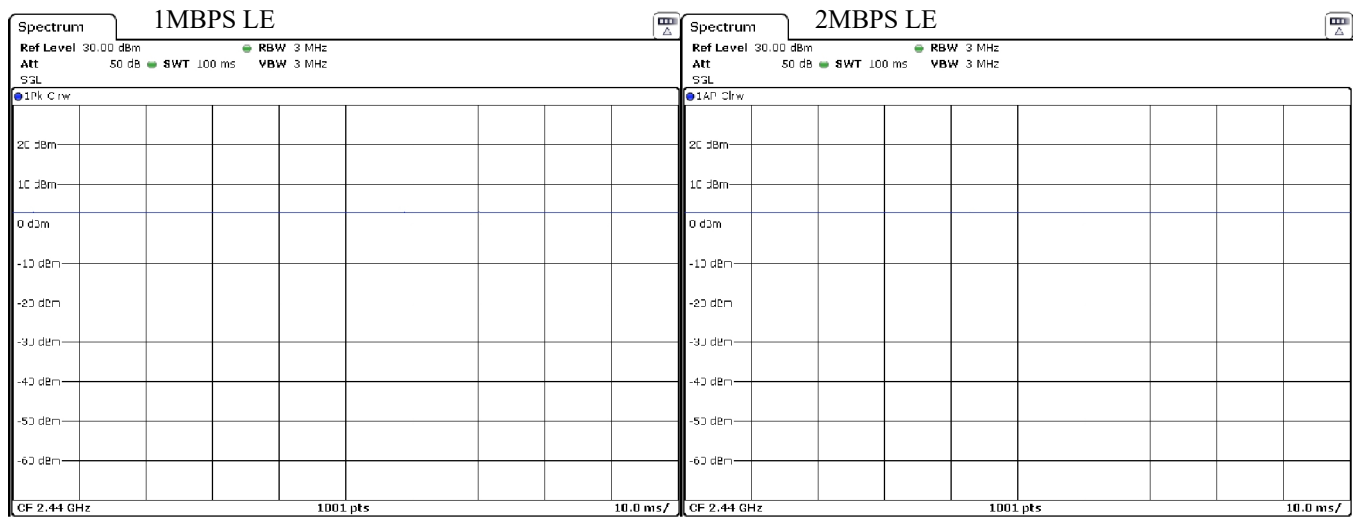 1MBPS LE
Spectrum
Ref Level 30.00 dBm RBW 3 MHz
Att 50 dB SWT 100 ms VBW 3 MHz
SGL
1Pk Clrw
20 dBm
10 dBm
0 dBm
-10 dBm
-20 dBm
-30 dBm
-40 dBm
-50 dBm
-60 dBm
CF 2.44 GHz 1001 pts 10.0 ms/
2MBPS LE
Spectrum
Ref Level 30.00 dBm RBW 3 MHz
Att 50 dB SWT 100 ms VBW 3 MHz
SGL
1AP Clrw
20 dBm
10 dBm
0 dBm
-10 dBm
-20 dBm
-30 dBm
-40 dBm
-50 dBm
-60 dBm
CF 2.44 GHz 1001 pts 10.0 ms/